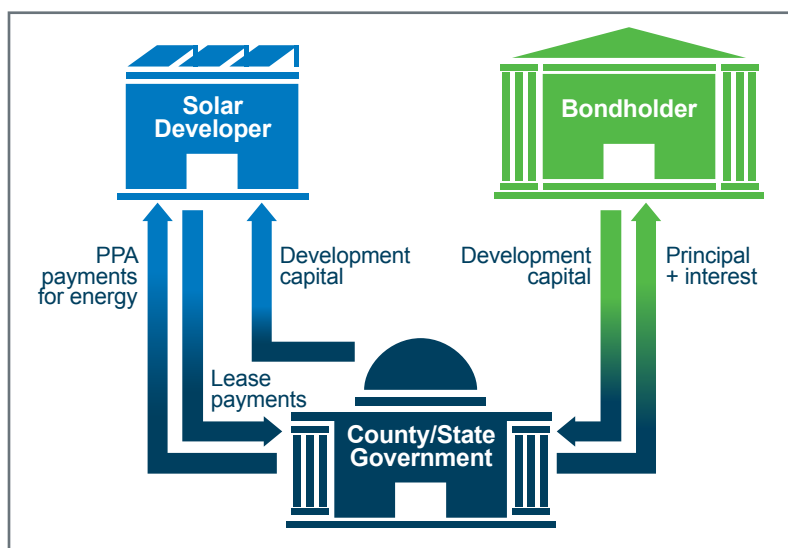 Solar
Developer
Bondholder
PPA
payments
for energy
Development
capital
Development
capital
Principal
+ interest
Lease
payments
County/State
Government